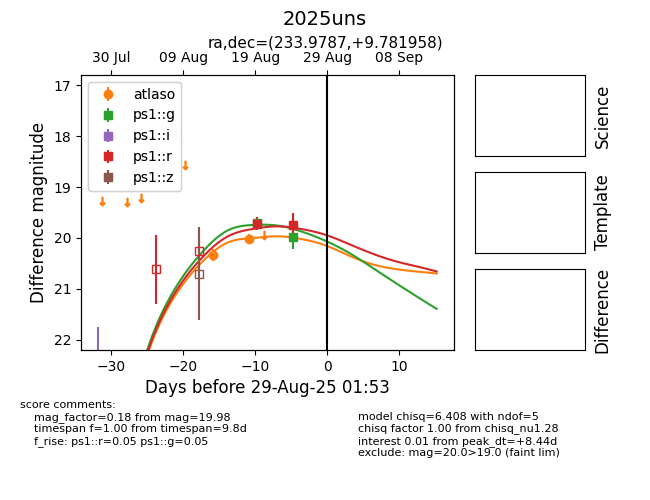 2025uns
ra,dec=(233.9787,+9.781958)
30 Jul 09 Aug 19 Aug 29 Aug 08 Sep
17
18
19
20
21
22
Difference magnitude
atlaso
ps1::g
ps1::i
ps1::r
ps1::z
−30 −20 −10 0 10
Days before 29-Aug-25 01:53
Science
Template
Difference
score comments:
mag_factor=0.18 from mag=19.98
timespan f=1.00 from timespan=9.8d
f_rise: ps1::r=0.05 ps1::g=0.05
model chisq=6.408 with ndof=5
chisq factor 1.00 from chisq_nu1.28
interest 0.01 from peak_dt=+8.44d
exclude: mag=20.0>19.0 (faint lim)